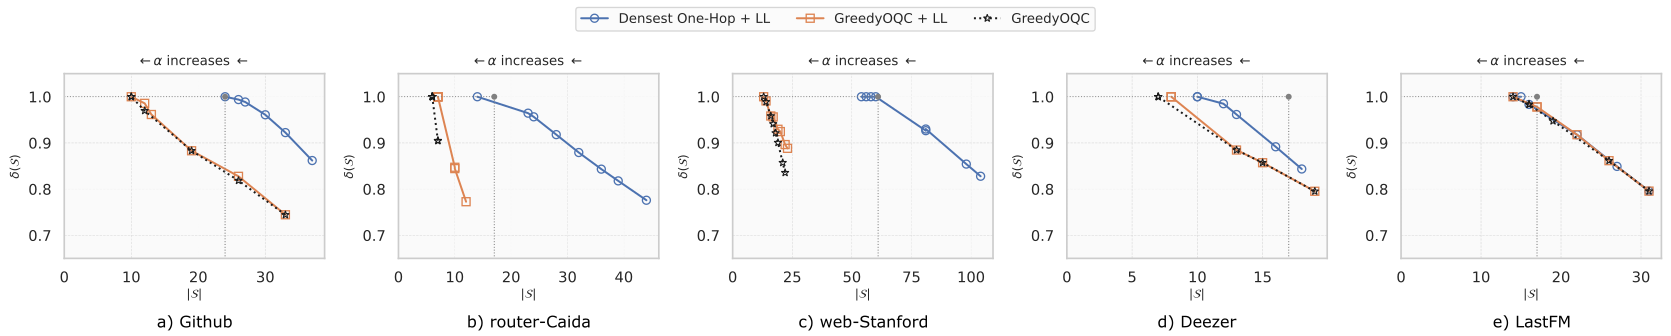 Densest One-Hop + LL GreedyOQC + LL GreedyOQC
← α increases ← ← α increases ← ← α increases ← ← α increases ← ← α increases ←
1.0 1.0 1.0 1.0 1.0
0.9 0.9 0.9 0.9 0.9
δ(S) δ(S) δ(S) δ(S) δ(S)
0.8 0.8 0.8 0.8 0.8
0.7 0.7 0.7 0.7 0.7
0 10 20 30 0 10 20 30 40 0 25 50 75 100 0 5 10 15 0 10 20 30
|S| |S| |S| |S| |S|
a) Github b) router-Caida c) web-Stanford d) Deezer e) LastFM